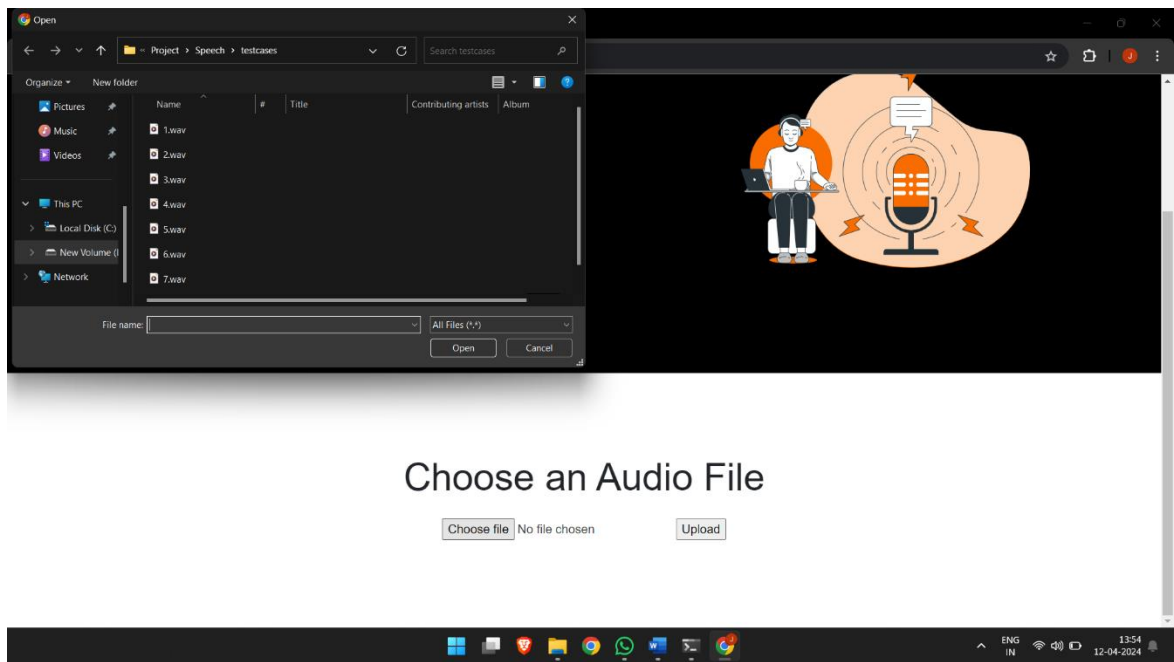 Open
« Project › Speech › testcases
Search testcases
Organize
New folder
Pictures
Music
Videos
This PC
Local Disk (C:)
New Volume (
Network
Name # Title Contributing artists Album
1.wav
2.wav
3.wav
4.wav
5.wav
6.wav
7.wav
File name:
All Files (*.*)
Open Cancel
J
Choose an Audio File
Choose file No file chosen Upload
ENG
IN
13:54
12-04-2024